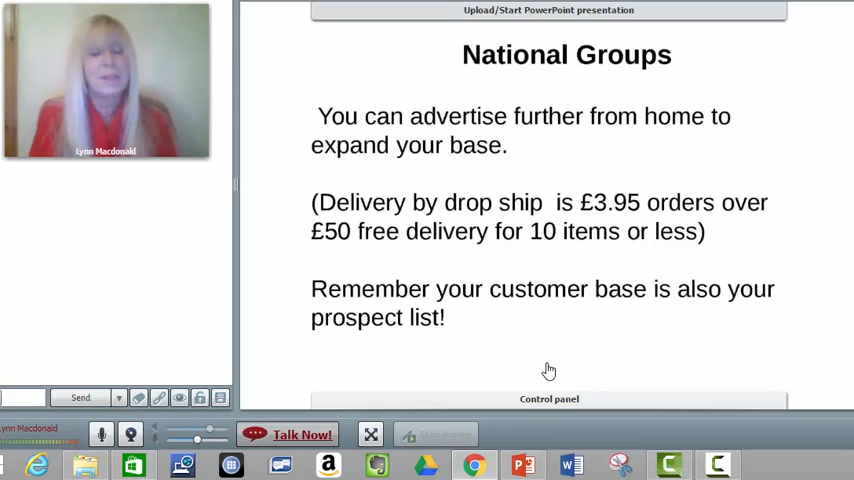 Upload/Start PowerPoint presentation
National Groups
You can advertise further from home to
expand your base.
(Delivery by drop ship is £3.95 orders over
£50 free delivery for 10 items or less)
Remember your customer base is also your
prospect list!
Lynn Macdonald
Send
Control panel
Lynn Macdonald
Talk Now!